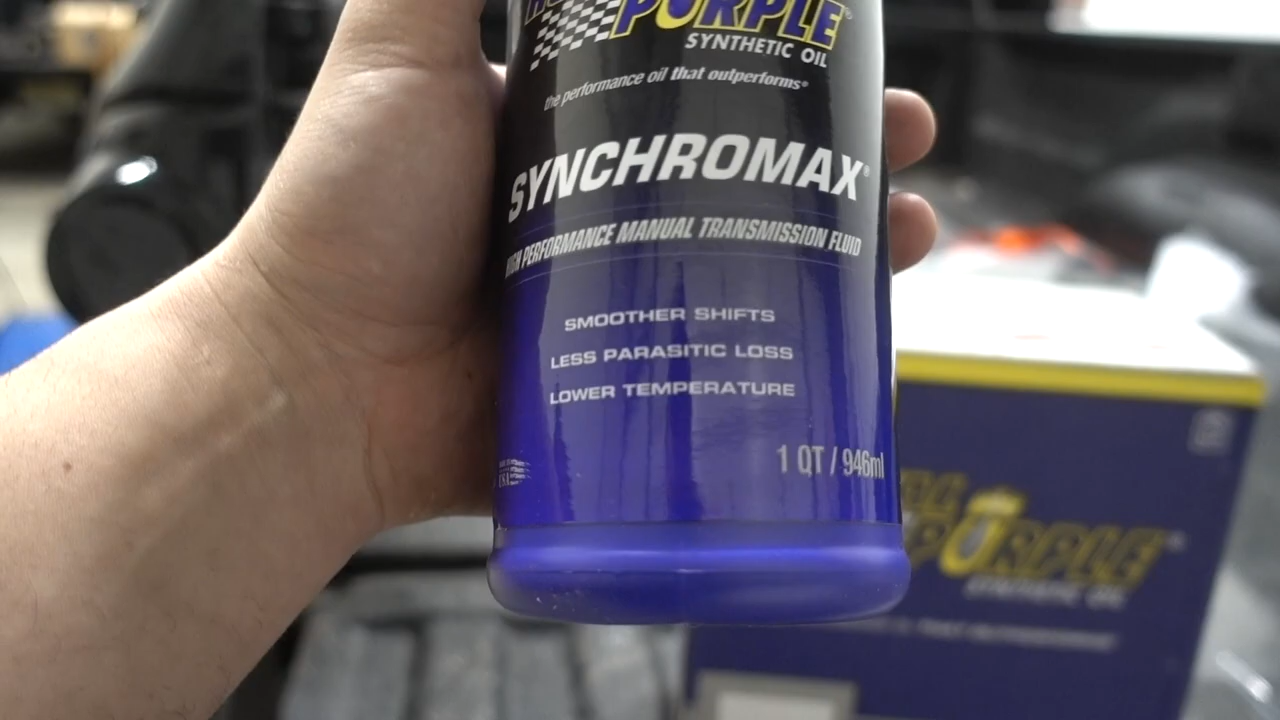 PURPLE®
SYNTHETIC OIL
the performance oil that outperforms®
SYNCHROMAX®
HIGH PERFORMANCE MANUAL TRANSMISSION FLUID
SMOOTHER SHIFTS
LESS PARASITIC LOSS
LOWER TEMPERATURE
1 QT / 946ml
USA
PURPLE
SYNTHETIC OIL